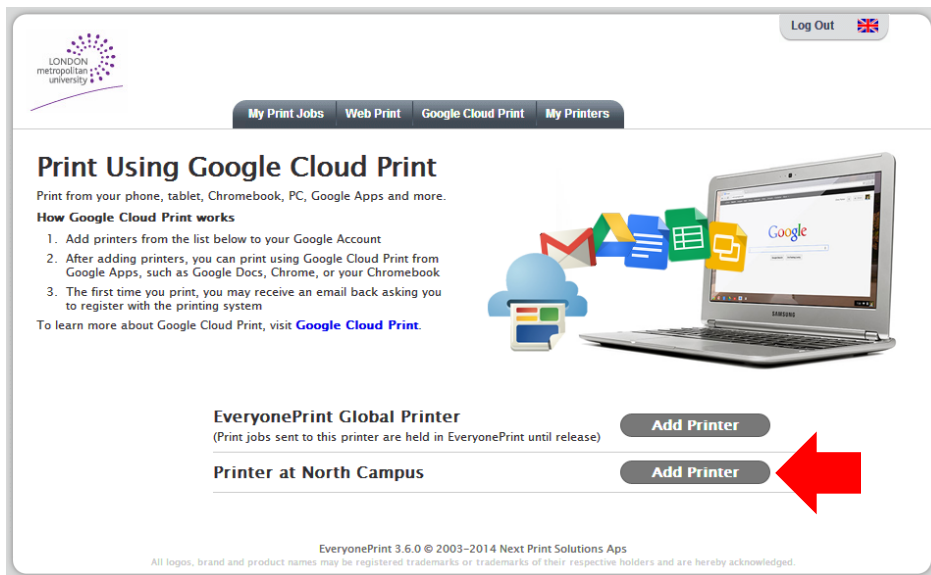 Log Out
LONDON
metropolitan
university
My Print Jobs Web Print Google Cloud Print My Printers
Print Using Google Cloud Print
Print from your phone, tablet, Chromebook, PC, Google Apps and more.
How Google Cloud Print works
1. Add printers from the list below to your Google Account
2. After adding printers, you can print using Google Cloud Print from
Google Apps, such as Google Docs, Chrome, or your Chromebook
3. The first time you print, you may receive an email back asking you
to register with the printing system
To learn more about Google Cloud Print, visit Google Cloud Print.
Google
SAMSUNG
EveryonePrint Global Printer
(Print jobs sent to this printer are held in EveryonePrint until release)
Add Printer
Printer at North Campus
Add Printer
EveryonePrint 3.6.0 © 2003-2014 Next Print Solutions Aps
All logos, brand and product names may be registered trademarks or trademarks of their respective holders and are hereby acknowledged.